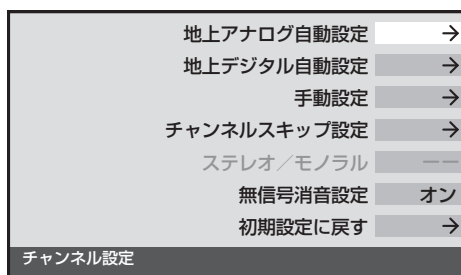 地上アナログ自動設定 →
地上デジタル自動設定 →
手動設定 →
チャンネルスキップ設定 →
ステレオ／モノラル −−
無信号消音設定 オン
初期設定に戻す →
チャンネル設定